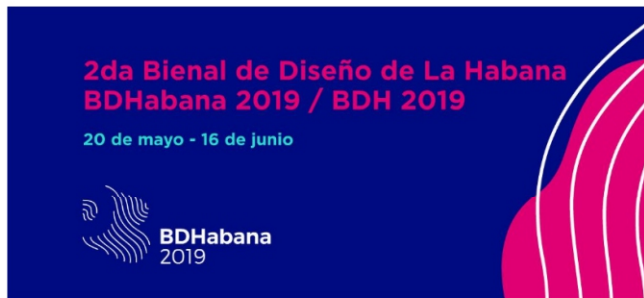 2da Bienal de Diseño de La Habana
BDHabana 2019 / BDH 2019
20 de mayo - 16 de junio
BDHabana
2019